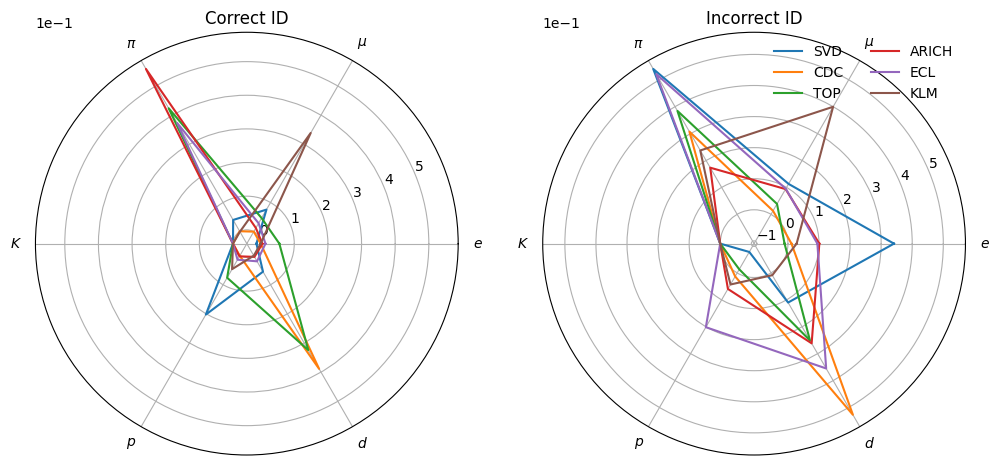 Correct ID
Incorrect ID
1e−1
π
μ
K
e
p
d
0
1
2
3
4
5
1e−1
π
μ
K
e
p
d
−1
0
1
2
3
4
5
SVD
CDC
TOP
ARICH
ECL
KLM